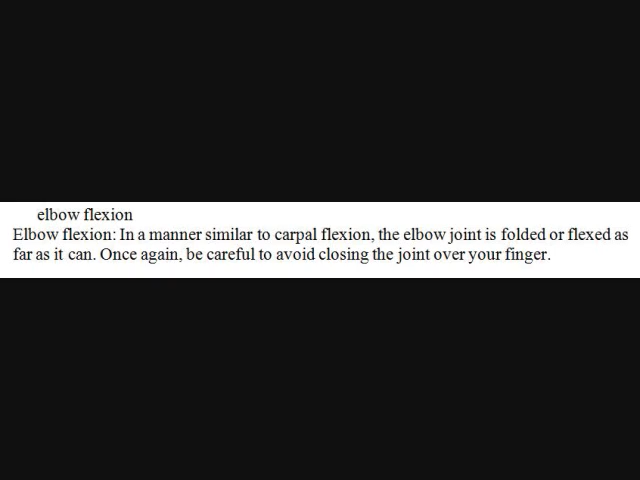 elbow flexion
Elbow flexion: In a manner similar to carpal flexion, the elbow joint is folded or flexed as
far as it can. Once again, be careful to avoid closing the joint over your finger.